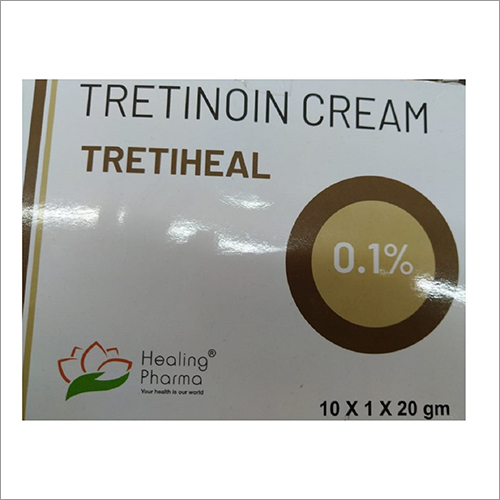 TRETINOIN CREAM
TRETIHEAL
0.1%
Healing®
Pharma
Your health is our world
10 X 1 X 20 gm